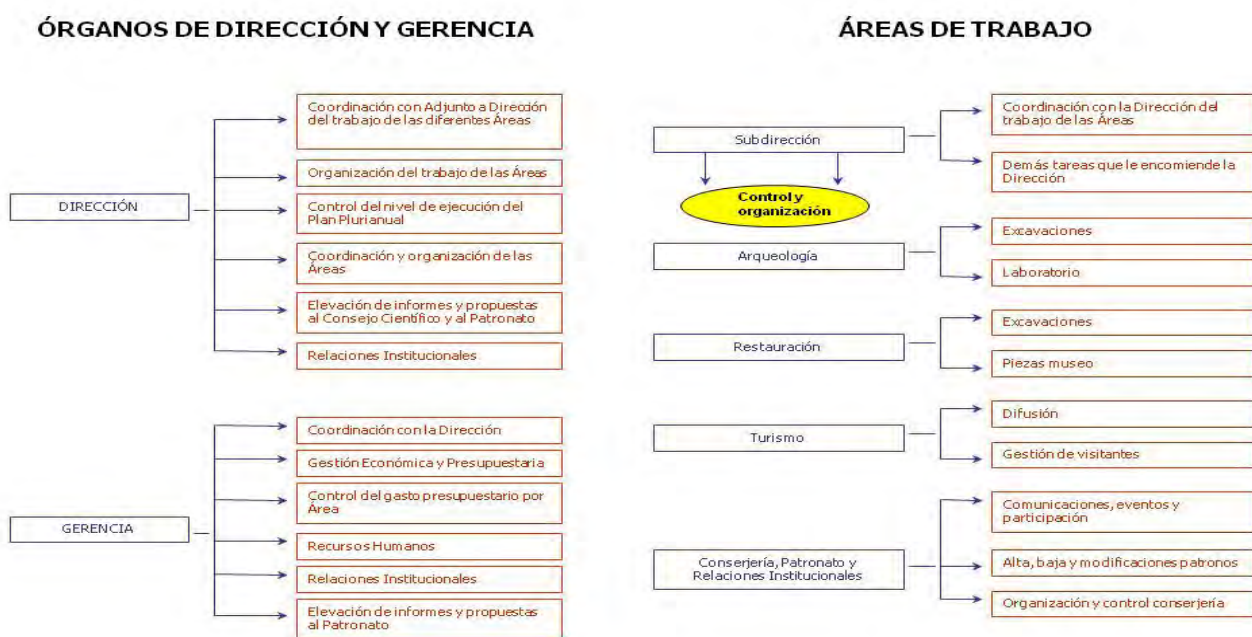 ÓRGANOS DE DIRECCIÓN Y GERENCIA
DIRECCIÓN
Coordinación con Adjunto a Dirección
del trabajo de las diferentes Áreas
Organización del trabajo de las Áreas
Control del nivel de ejecución del
Plan Plurianual
Coordinación y organización de las
Áreas
Elevación de informes y propuestas
al Consejo Científico y al Patronato
Relaciones Institucionales
GERENCIA
Coordinación con la Dirección
Gestión Económica y Presupuestaria
Control del gasto presupuestario por
Área
Recursos Humanos
Relaciones Institucionales
Elevación de informes y propuestas
al Patronato
ÁREAS DE TRABAJO
Subdirección
Coordinación con la Dirección del
trabajo de las Áreas
Demás tareas que le encomiende la
Dirección
Control y
organización
Arqueología
Excavaciones
Laboratorio
Restauración
Excavaciones
Piezas museo
Turismo
Difusión
Gestión de visitantes
Conserjería, Patronato y
Relaciones Institucionales
Comunicaciones, eventos y
participación
Alta, baja y modificaciones patronos
Organización y control conserjería